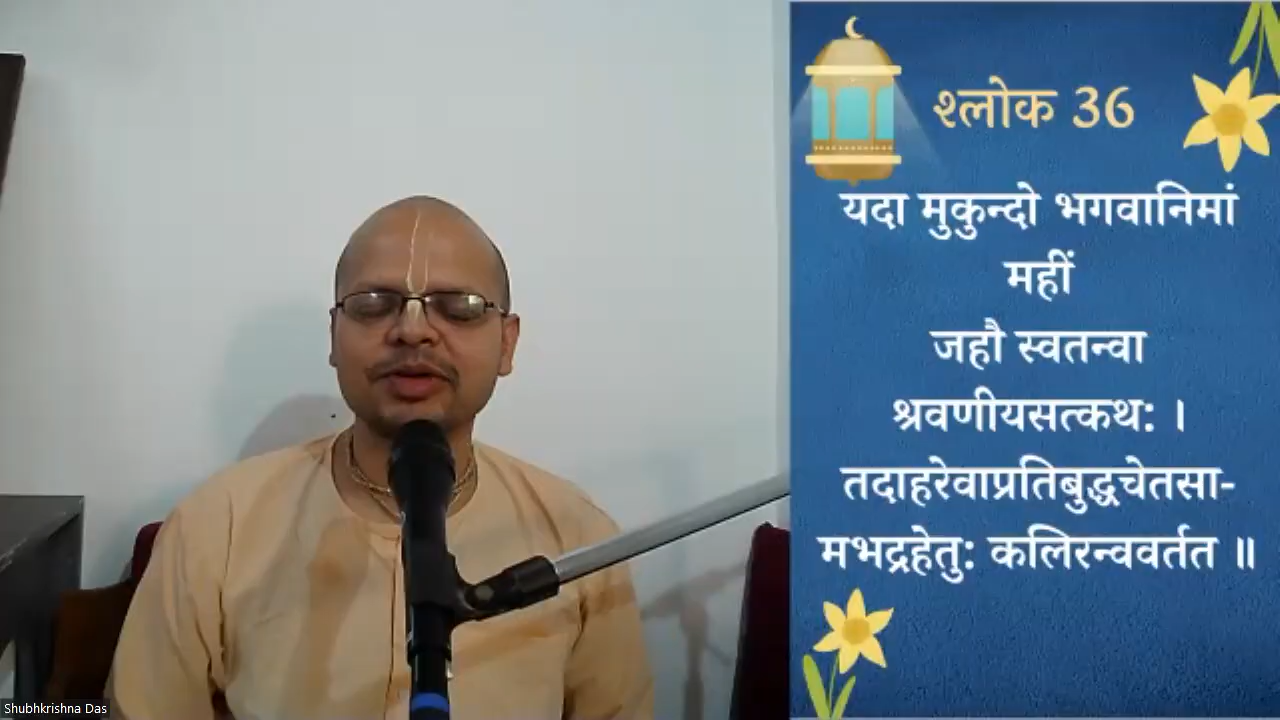 श्लोक 36
यदा मुकुन्दो भगवानिमां
महीं
जहौ स्वतन्वा
श्रवणीयसत्कथ: ।
तदाहरेवाप्रतिबुद्धचेतसा-
मभद्रहेतु: कलिरन्ववर्तत ॥
Shubhkrishna Das